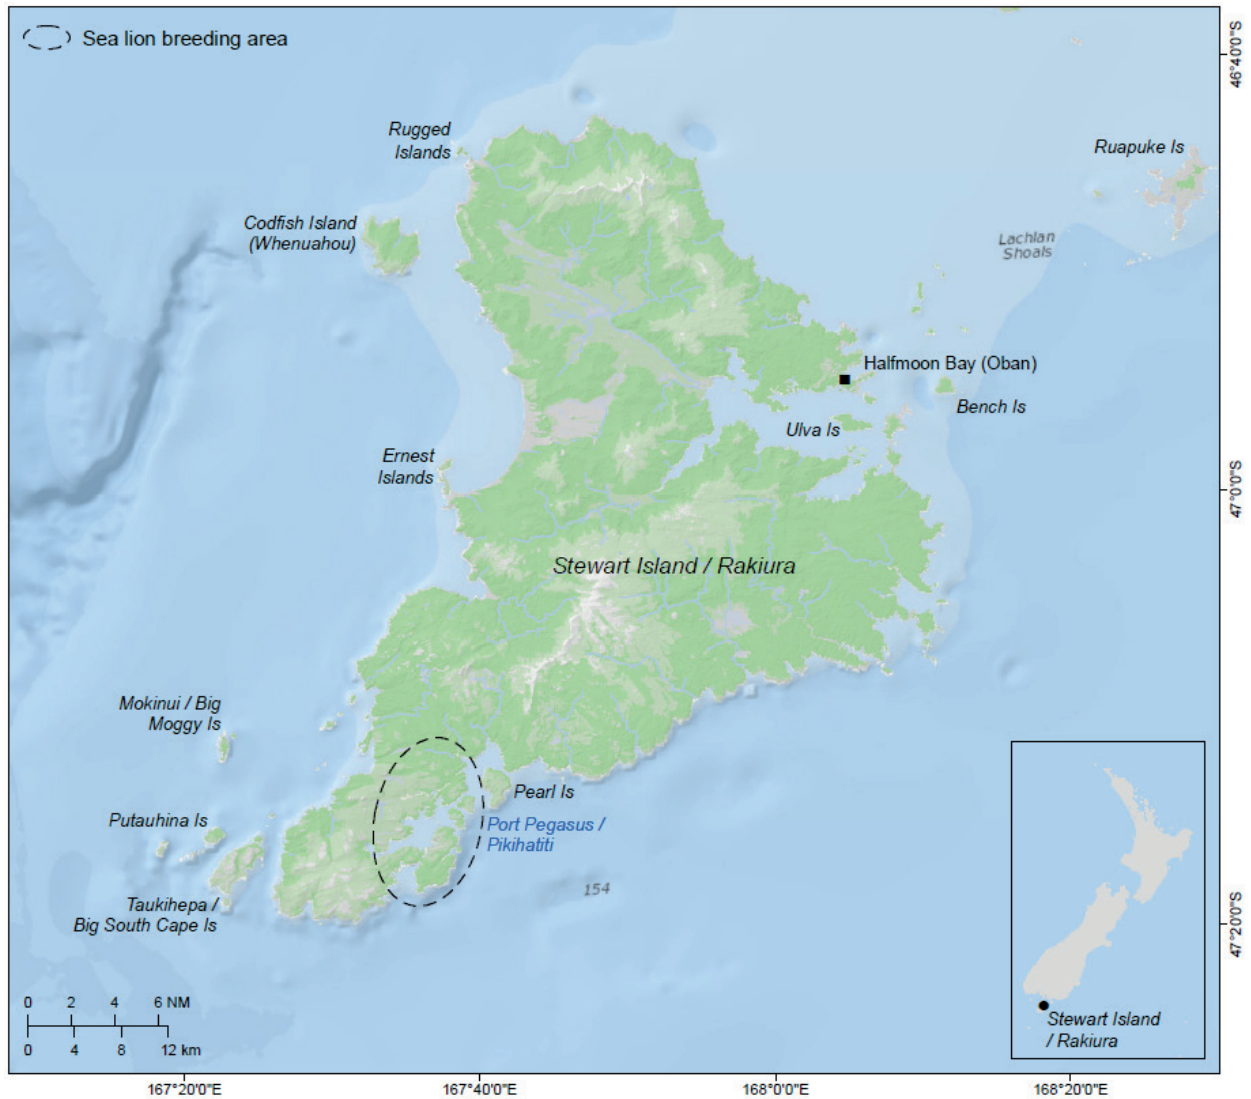 Sea lion breeding area
46°40'0"S
Rugged
Islands
Ruapuke Is
Codfish Island
(Whenuahou)
Lachlan
Shoals
Halfmoon Bay (Oban)
Bench Is
Ulva Is
Ernest
Islands
47°0'0"S
Stewart Island / Rakiura
Mokinui / Big
Moggy Is
Pearl Is
Putauhina Is
Port Pegasus /
Pikihatiti
154
Taukihepa /
Big South Cape Is
47°20'0"S
0 2 4 6 NM
0 4 8 12 km
Stewart Island
/ Rakiura
167°20'0"E 167°40'0"E 168°0'0"E 168°20'0"E